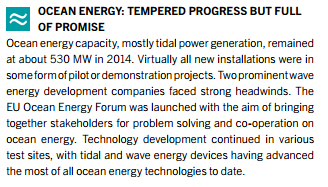 OCEAN ENERGY: TEMPERED PROGRESS BUT FULL
OF PROMISE
Ocean energy capacity, mostly tidal power generation, remained
at about 530 MW in 2014. Virtually all new installations were in
some form of pilot or demonstration projects. Two prominent wave
energy development companies faced strong headwinds. The
EU Ocean Energy Forum was launched with the aim of bringing
together stakeholders for problem solving and co-operation on
ocean energy. Technology development continued in various
test sites, with tidal and wave energy devices having advanced
the most of all ocean energy technologies to date.